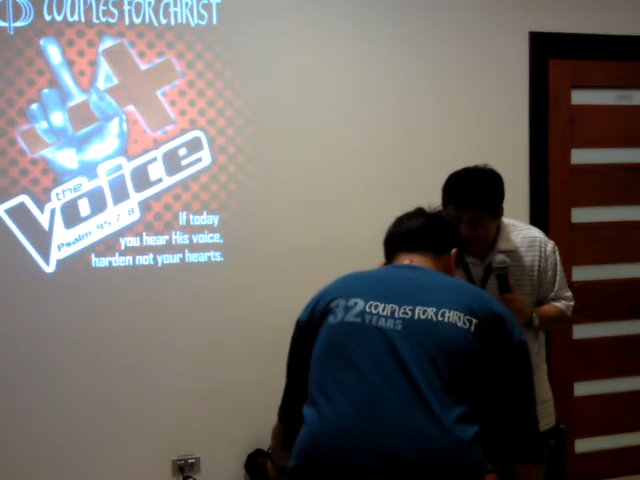 COUPLES FOR CHRIST
the
Voice
Psalm 95:7-8
If today
you hear His voice,
harden not your hearts.
32 COUPLES FOR CHRIST
YEARS